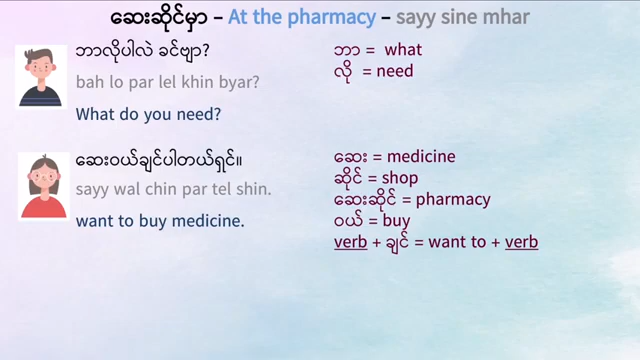 ဆေးဆိုင်မှာ – At the pharmacy – sayy sine mhar
ဘာလိုပါလဲ ခင်ဗျာ?
bah lo par lel khin byar?
What do you need?
ဘာ = what
လို = need
ဆေးဝယ်ချင်ပါတယ်ရှင်။
sayy wal chin par tel shin.
want to buy medicine.
ဆေး = medicine
ဆိုင် = shop
ဆေးဆိုင် = pharmacy
ဝယ် = buy
verb + ချင် = want to + verb